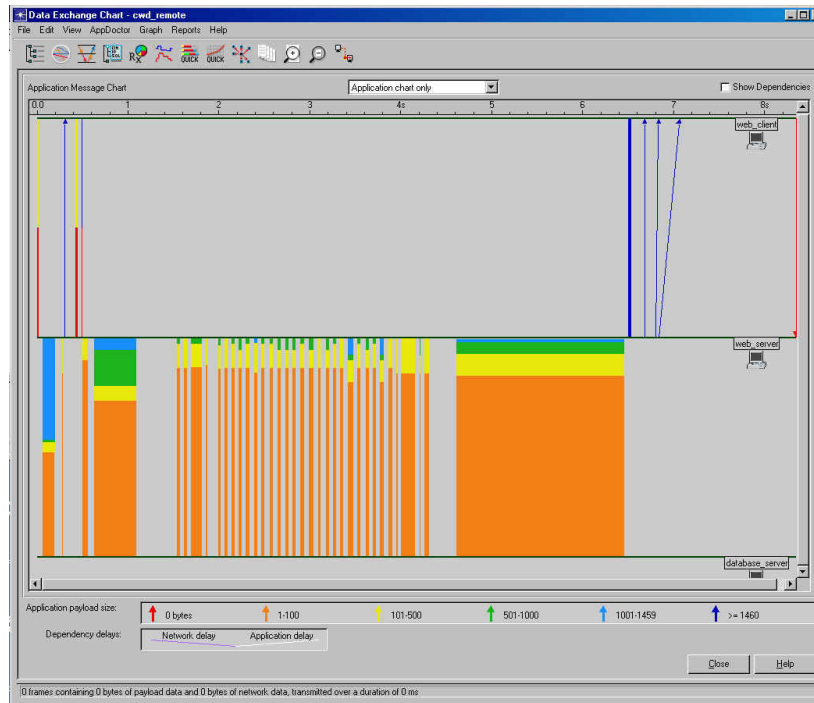 Data Exchange Chart - cwd_remote
File Edit View AppDoctor Graph Reports Help
QUICK QUICK
Application Message Chart Application chart only Show Dependencies
0.0 1 2 3 4s 5 6 7 8s
web_client
web_server
database_server
Application payload size: 0 bytes 1-100 101-500 501-1000 1001-1459 >= 1460
Dependency delays: Network delay Application delay
Close Help
0 frames containing 0 bytes of payload data and 0 bytes of network data, transmitted over a duration of 0 ms